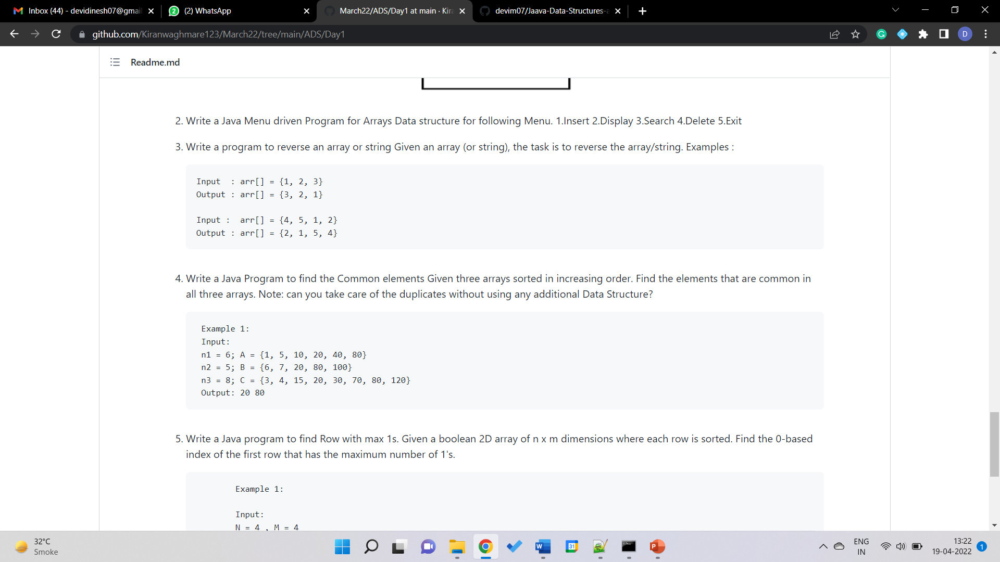 Inbox (44) - devidinesh07@gmai
(2) WhatsApp
March22/ADS/Day1 at main · Kira
devim07/Jaava-Data-Structures-a
github.com/Kiranwaghmare123/March22/tree/main/ADS/Day1
D
Readme.md
2. Write a Java Menu driven Program for Arrays Data structure for following Menu. 1.Insert 2.Display 3.Search 4.Delete 5.Exit
3. Write a program to reverse an array or string Given an array (or string), the task is to reverse the array/string. Examples :
Input  : arr[] = {1, 2, 3}
Output : arr[] = {3, 2, 1}
Input :  arr[] = {4, 5, 1, 2}
Output : arr[] = {2, 1, 5, 4}
4. Write a Java Program to find the Common elements Given three arrays sorted in increasing order. Find the elements that are common in
all three arrays. Note: can you take care of the duplicates without using any additional Data Structure?
Example 1:
Input:
n1 = 6; A = {1, 5, 10, 20, 40, 80}
n2 = 5; B = {6, 7, 20, 80, 100}
n3 = 8; C = {3, 4, 15, 20, 30, 70, 80, 120}
Output: 20 80
5. Write a Java program to find Row with max 1s. Given a boolean 2D array of n x m dimensions where each row is sorted. Find the 0-based
index of the first row that has the maximum number of 1's.
Example 1:
Input:
N = 4 , M = 4
32°C
Smoke
ENG
IN
13:22
19-04-2022
1